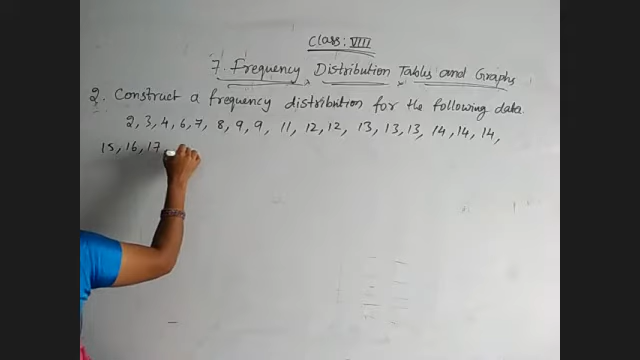 Class: VIII
7. Frequency Distribution Tables and Graphs
2. Construct a frequency distribution for the following data.
2, 3, 4, 6, 7, 8, 9, 9, 11, 12, 12, 13, 13, 13, 14, 14, 14,
15, 16, 17